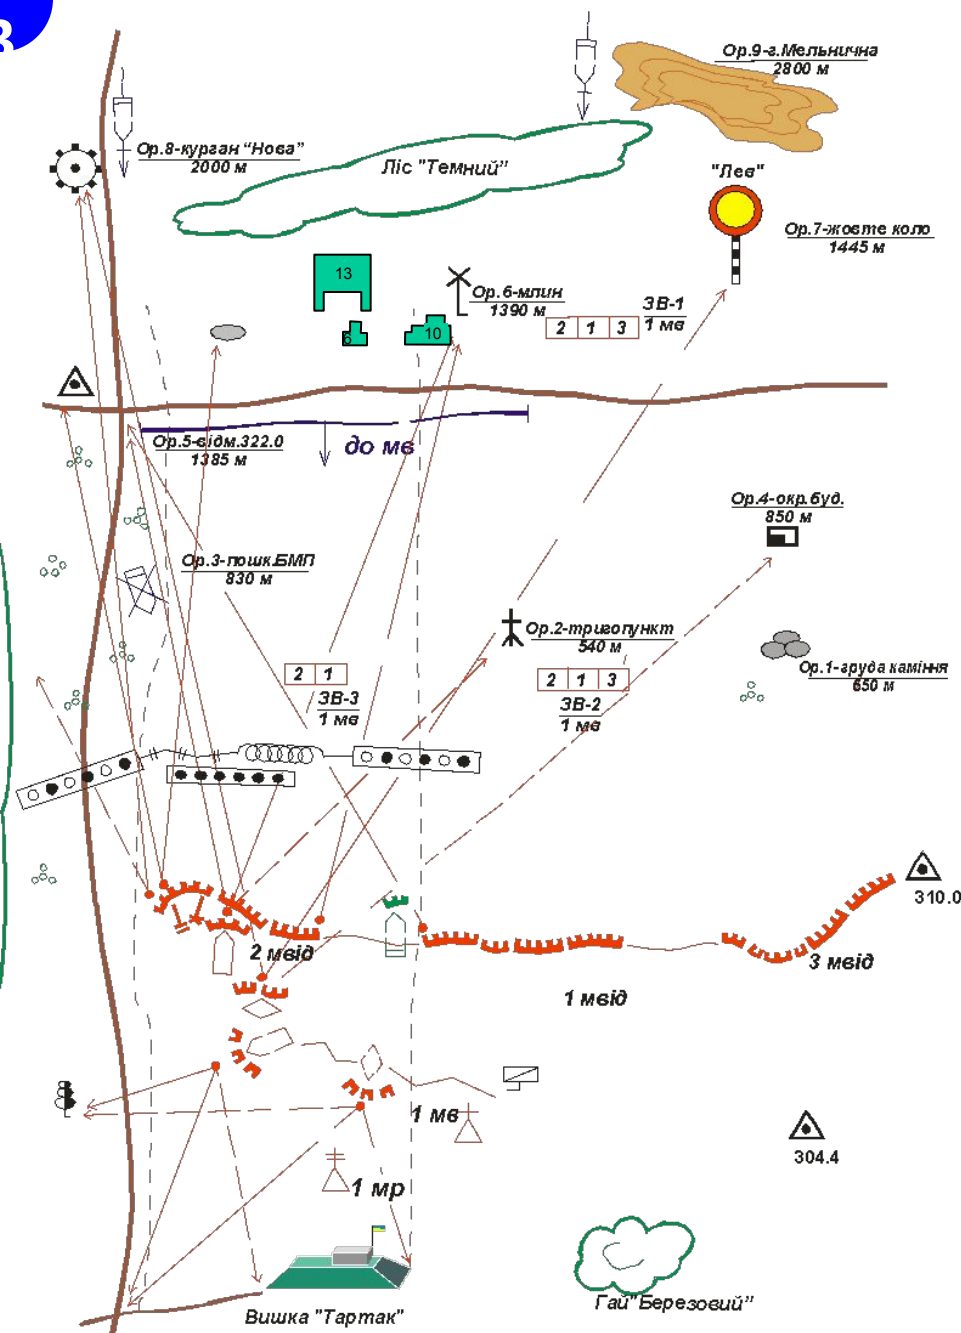 3
Ор.9-г.Мельнична
2800 м
Ор.8-курган "Нова"
2000 м
Ліс "Темний"
"Лев"
Ор.7-жовте коло
1445 м
13
6
10
Ор.6-млин
1390 м
ЗВ-1
1 мв
2 1 3
Ор.5-відм.322.0
1385 м
до мв
Ор.4-окр.буд.
850 м
Ор.3-пошк.БМП
830 м
Ор.2-тригопункт
540 м
Ор.1-груда каміння
650 м
2 1
ЗВ-3
1 мв
2 1 3
ЗВ-2
1 мв
310.0
2 мвід
3 мвід
1 мвід
1 мв
304.4
1 мр
Вишка "Тартак"
Гай"Березовий"